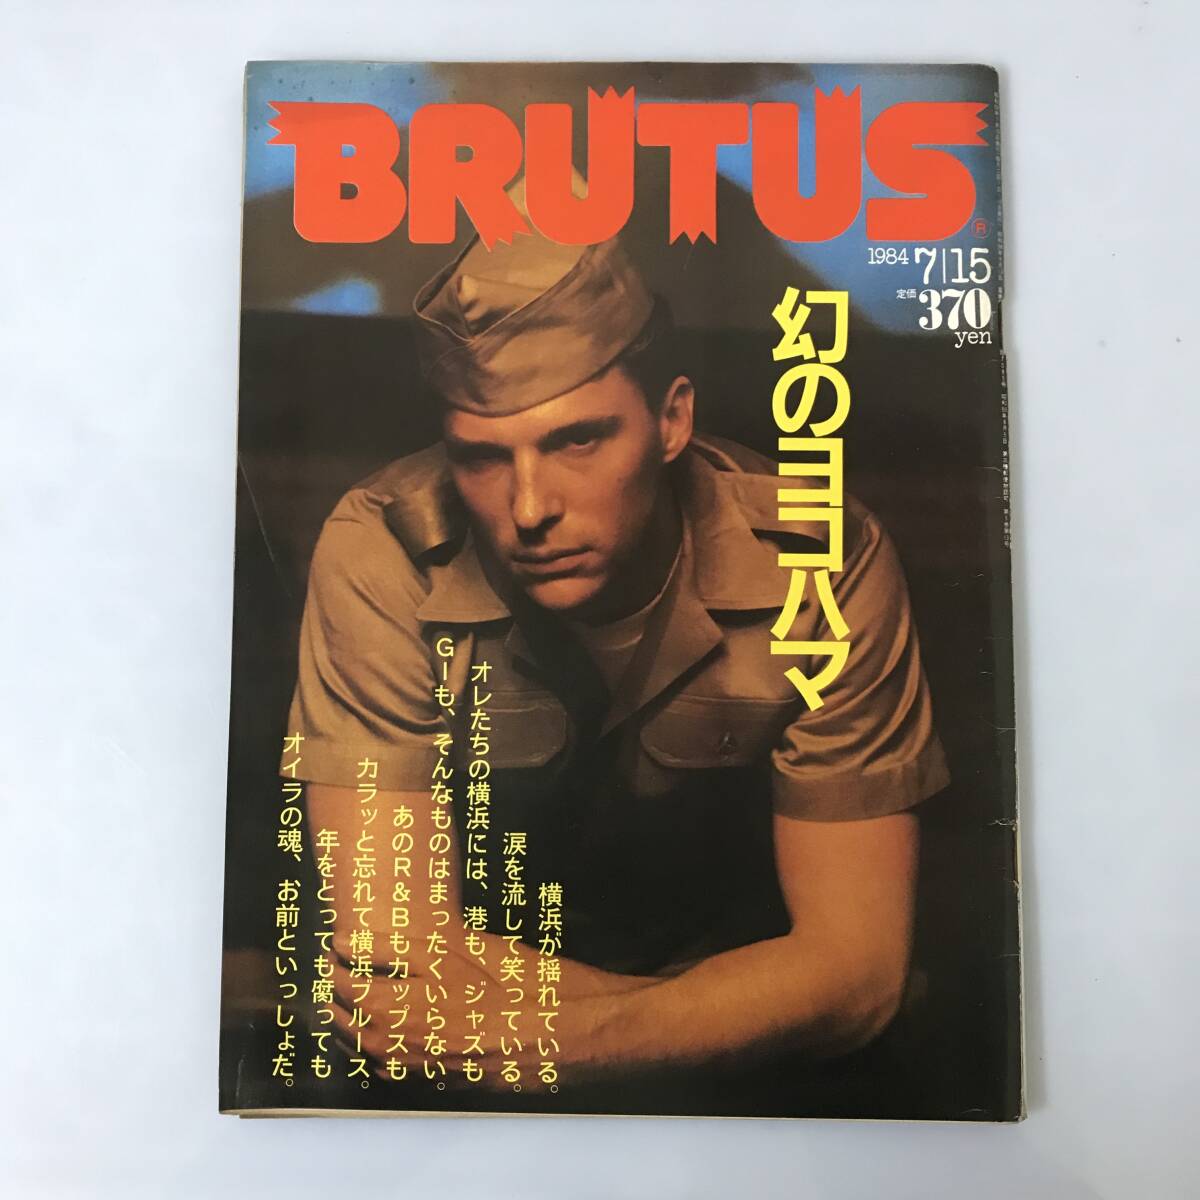 BRUTUS
R
1984 7|15
定価
370
yen
幻のヨコハマ
横浜が揺れている。
涙を流して笑っている。
オレたちの横浜には、港も、ジャズも
GIも、そんなものはまったくいらない。
あのR&Bもカップスも
カラッと忘れて横浜ブルース。
年をとっても腐っても
オイラの魂、お前といっしょだ。